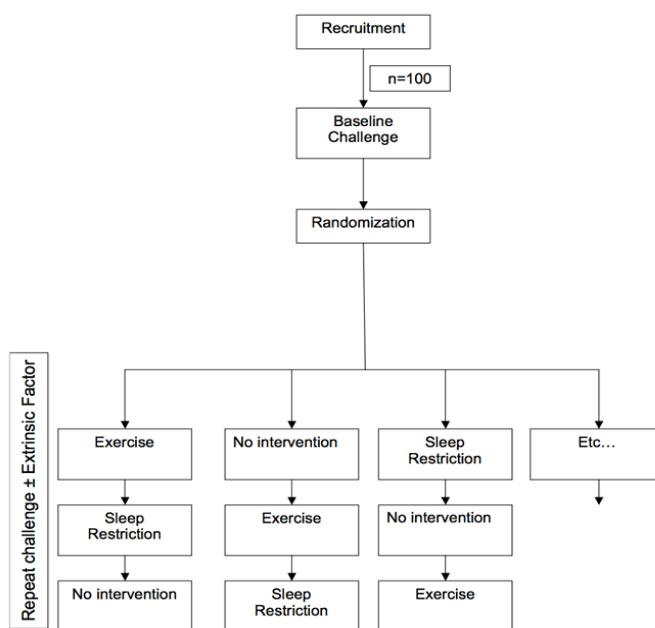 Recruitment
n=100
Baseline
Challenge
Randomization
Repeat challenge ± Extrinsic Factor
Exercise
No intervention
Sleep
Restriction
Etc...
Sleep
Restriction
Exercise
No intervention
No intervention
Sleep
Restriction
Exercise